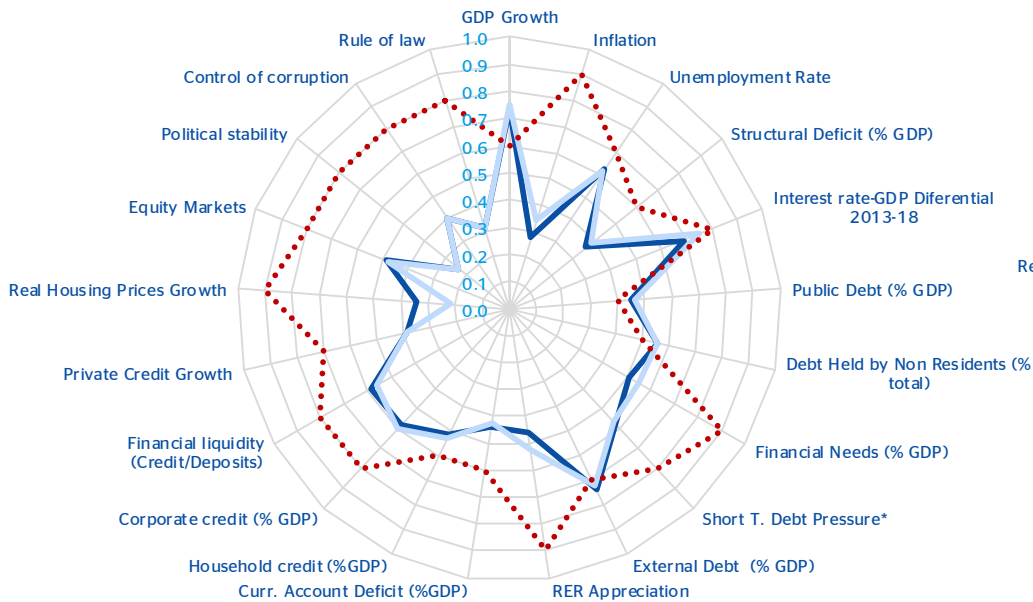 GDP Growth
Inflation
Unemployment Rate
Structural Deficit (% GDP)
Interest rate-GDP Diferential
2013-18
Re
Public Debt (% GDP)
Debt Held by Non Residents (%
total)
Financial Needs (% GDP)
Short T. Debt Pressure*
External Debt (% GDP)
RER Appreciation
Curr. Account Deficit (%GDP)
Household credit (%GDP)
Corporate credit (% GDP)
Financial liquidity
(Credit/Deposits)
Private Credit Growth
Real Housing Prices Growth
Equity Markets
Political stability
Control of corruption
Rule of law
1.0
0.9
0.8
0.7
0.6
0.5
0.4
0.3
0.2
0.1
0.0